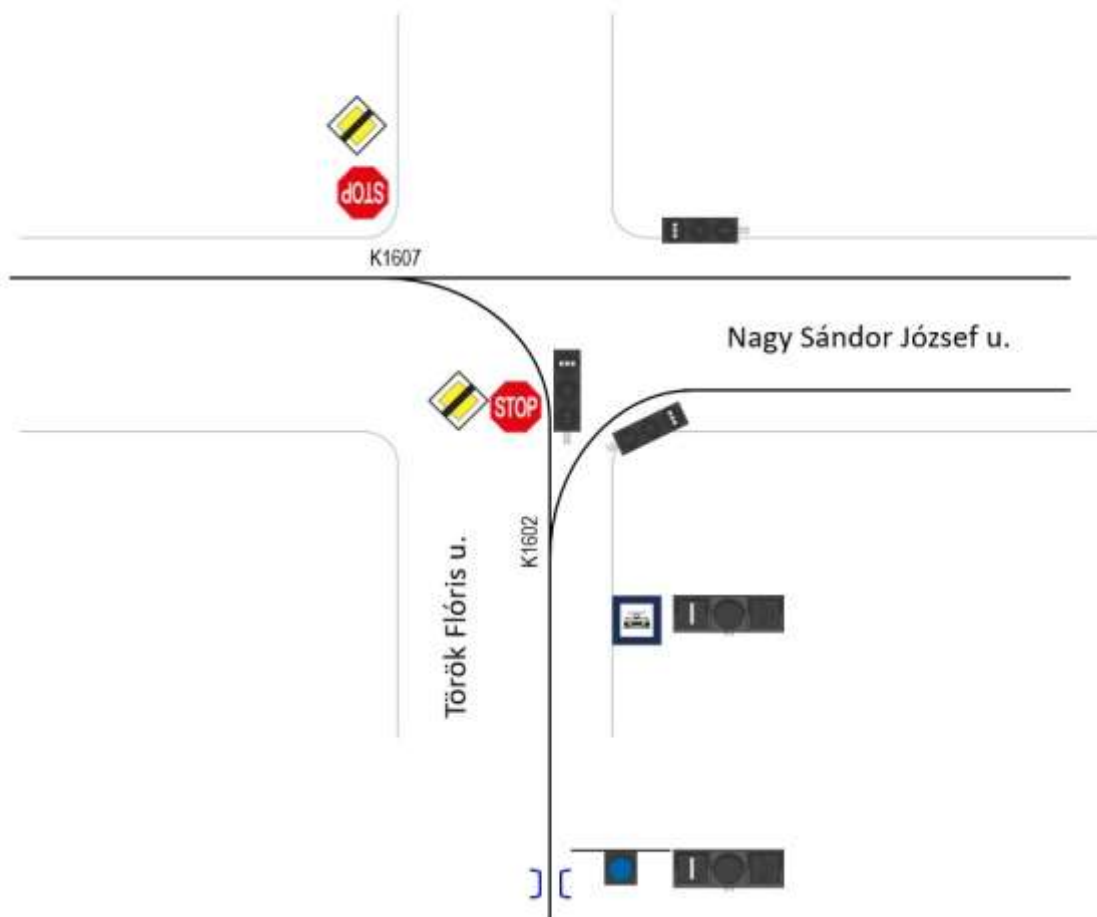 STOP
K1607
Nagy Sándor József u.
STOP
K1602
Török Flóris u.